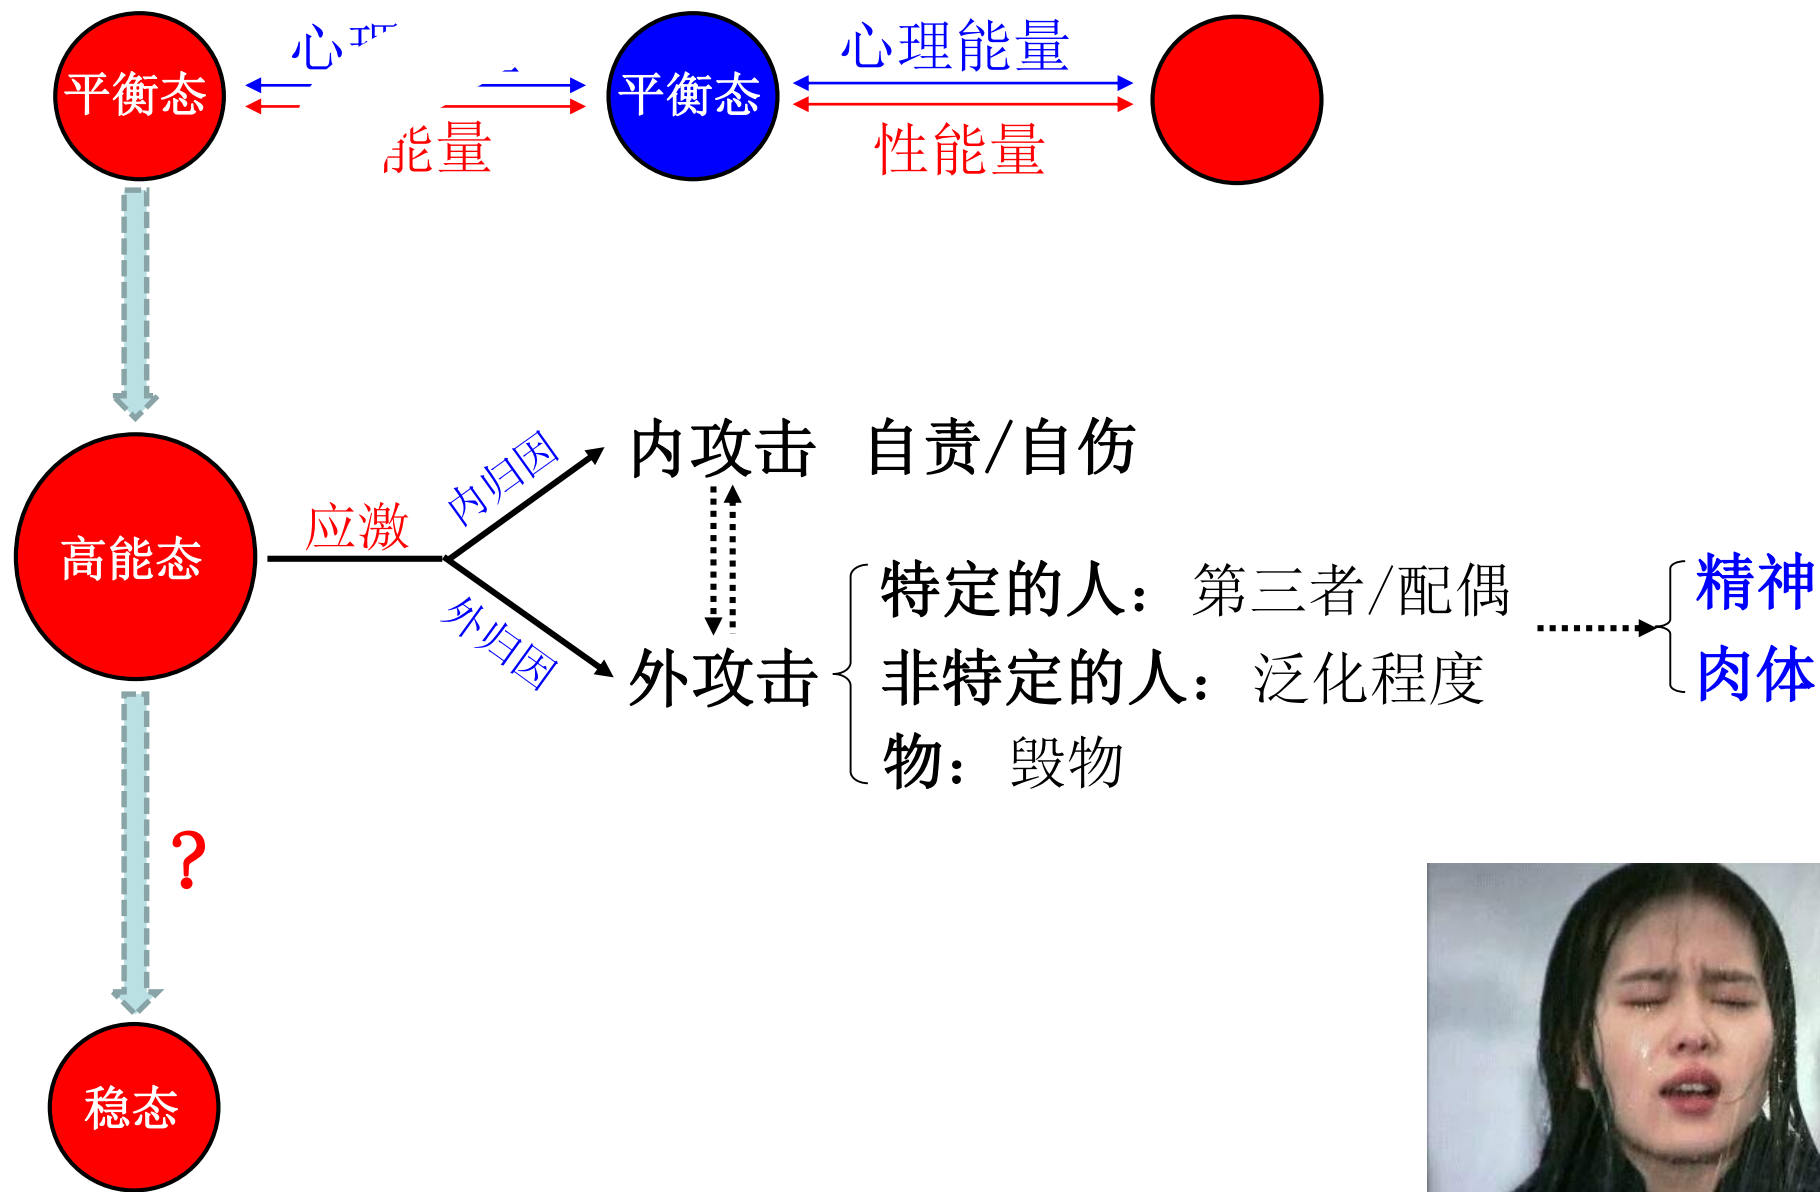 平衡态
心理
能量
平衡态
心理能量
性能量
高能态
应激
内归因
外归因
内攻击 自责/自伤
外攻击
特定的人：第三者/配偶
非特定的人：泛化程度
物：毁物
精神
肉体
?
稳态